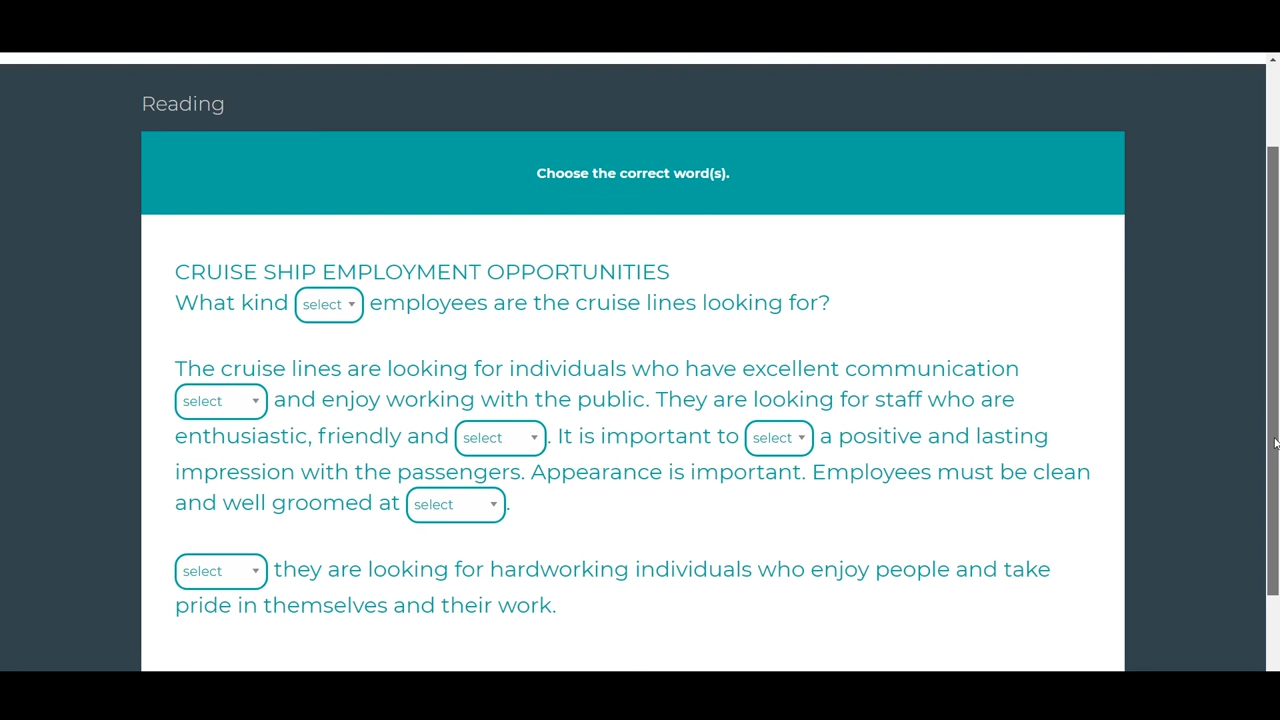 Reading
Choose the correct word(s).
CRUISE SHIP EMPLOYMENT OPPORTUNITIES
What kind select employees are the cruise lines looking for?
The cruise lines are looking for individuals who have excellent communication
select and enjoy working with the public. They are looking for staff who are
enthusiastic, friendly and select. It is important to select a positive and lasting
impression with the passengers. Appearance is important. Employees must be clean
and well groomed at select.
select they are looking for hardworking individuals who enjoy people and take
pride in themselves and their work.